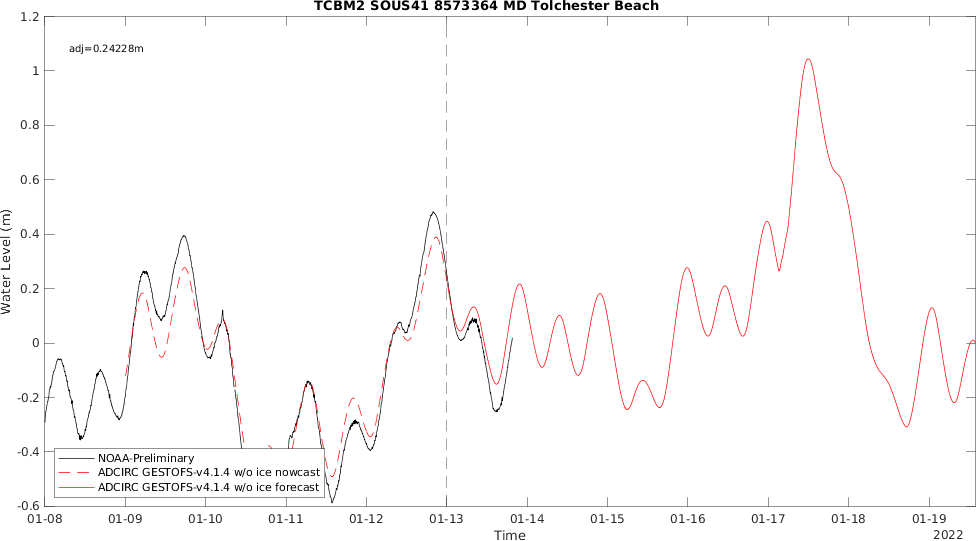 TCBM2 SOUS41 8573364 MD Tolchester Beach
adj=0.24228m
Water Level (m)
1.2
1
0.8
0.6
0.4
0.2
0
-0.2
-0.4
-0.6
NOAA-Preliminary
ADCIRC GESTOFS-v4.1.4 w/o ice nowcast
ADCIRC GESTOFS-v4.1.4 w/o ice forecast
01-08 01-09 01-10 01-11 01-12 01-13 01-14 01-15 01-16 01-17 01-18 01-19
Time
2022